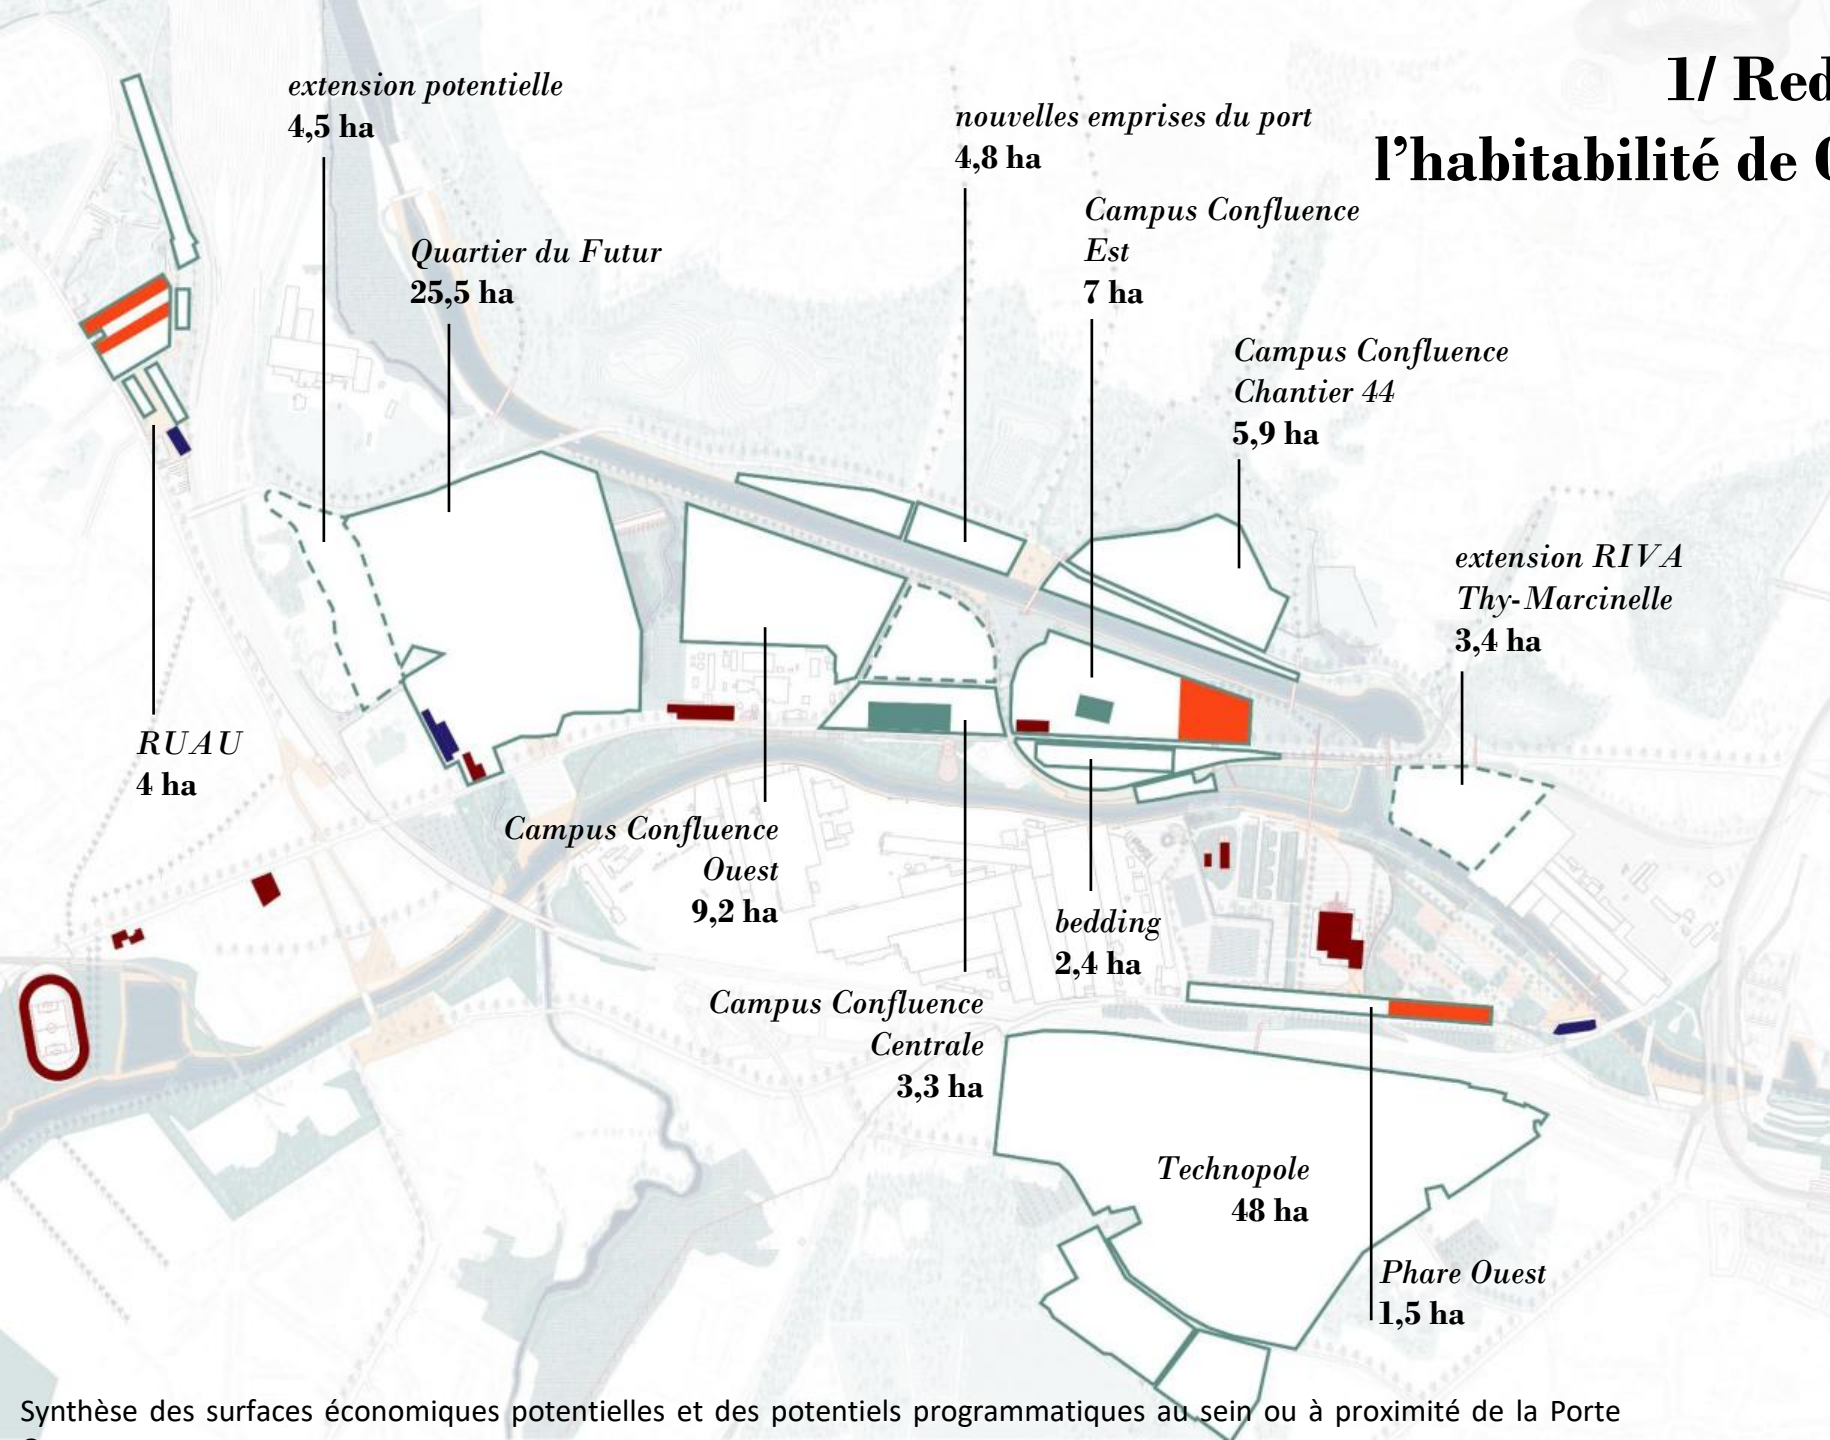 1/ Red
l'habitabilité de C
extension potentielle
4,5 ha
nouvelles emprises du port
4,8 ha
Campus Confluence
Est
7 ha
Quartier du Futur
25,5 ha
Campus Confluence
Chantier 44
5,9 ha
extension RIVA
Thy-Marcinelle
3,4 ha
RUAU
4 ha
Campus Confluence
Ouest
9,2 ha
bedding
2,4 ha
Campus Confluence
Centrale
3,3 ha
Technopole
48 ha
Phare Ouest
1,5 ha
Synthèse des surfaces économiques potentielles et des potentiels programmatiques au sein ou à proximité de la Porte